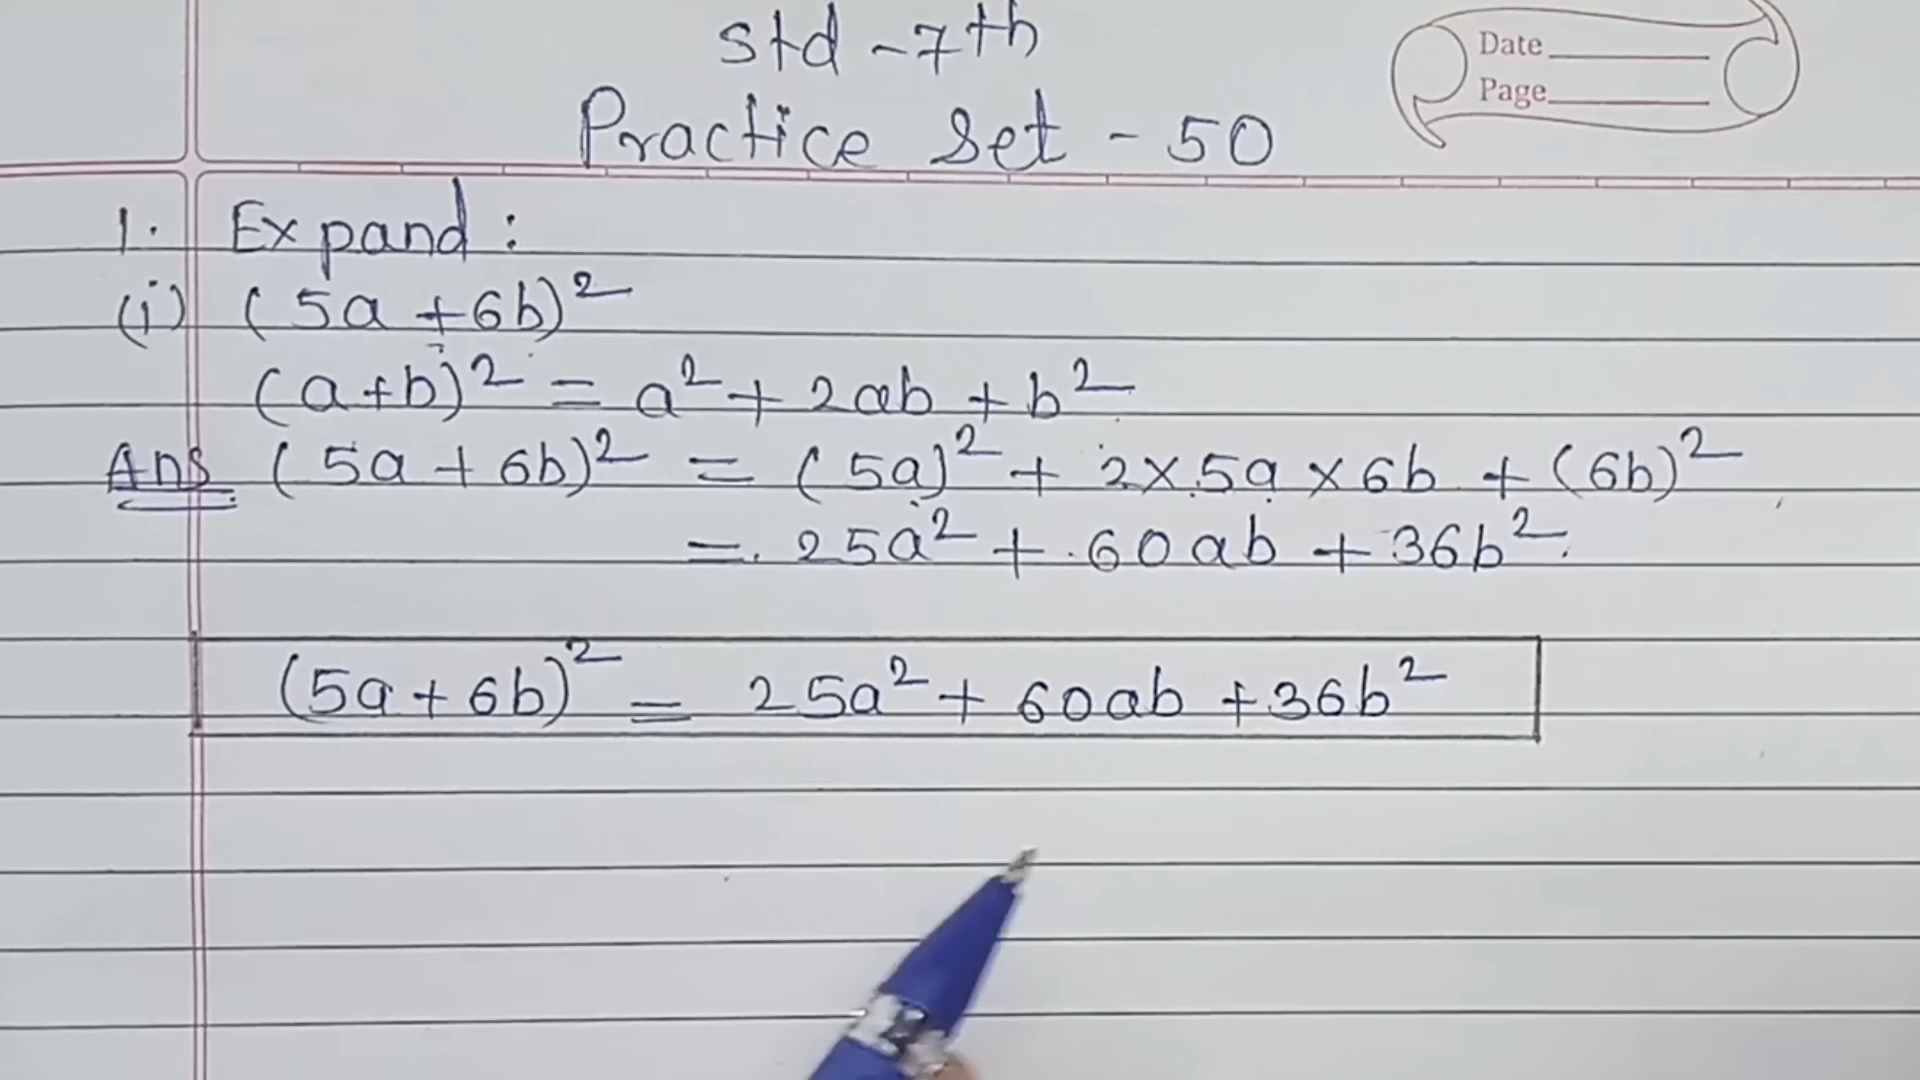 Std - 7th
Date
Page
Practice Set - 50
1. Expand :
(i) (5a + 6b)²
(a+b)² = a² + 2ab + b²
Ans (5a + 6b)² = (5a)² + 2 × 5a × 6b + (6b)²
= 25a² + 60ab + 36b²
(5a + 6b)² = 25a² + 60ab + 36b²